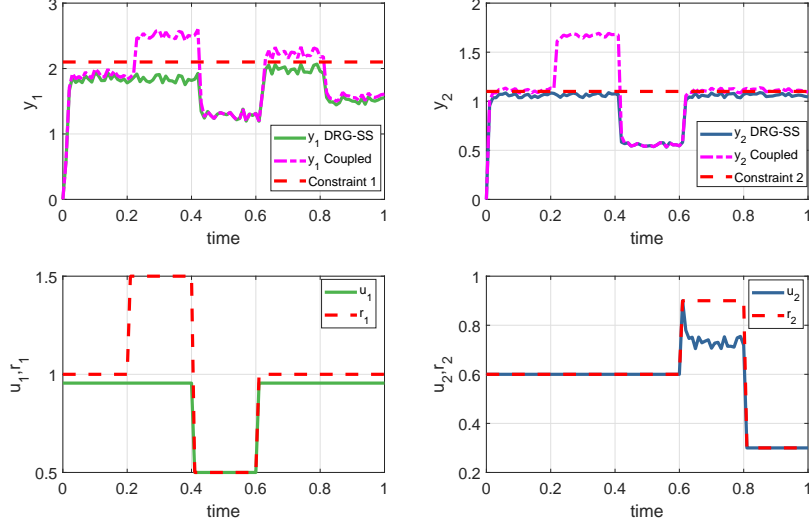 3
2
1
0
y1
0 0.2 0.4 0.6 0.8 1
time
y1 DRG-SS
y1 Coupled
Constraint 1
2
1.5
1
0.5
0
y2
0 0.2 0.4 0.6 0.8 1
time
y2 DRG-SS
y2 Coupled
Constraint 2
1.5
1
0.5
u1,r1
0 0.2 0.4 0.6 0.8 1
time
u1
r1
1
0.8
0.6
0.4
0.2
u2,r2
0 0.2 0.4 0.6 0.8 1
time
u2
r2